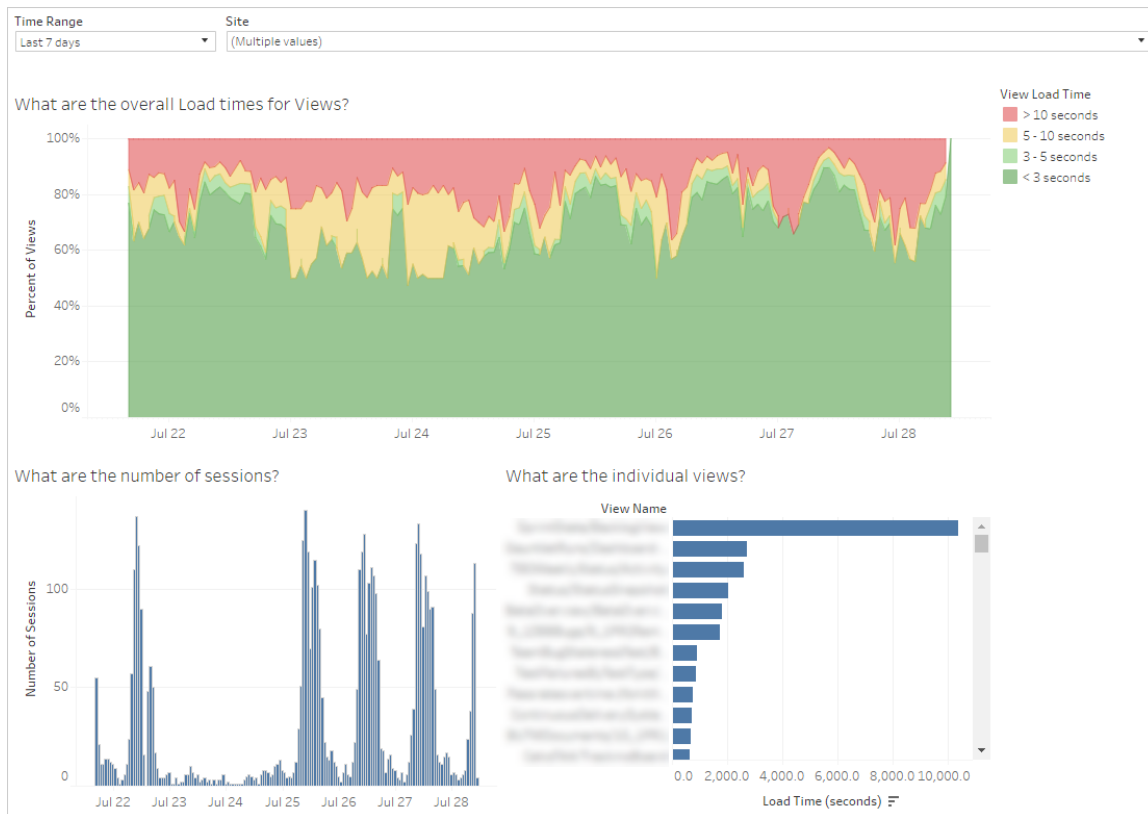 Time Range
Site
Last 7 days
(Multiple values)
What are the overall Load times for Views?
View Load Time
> 10 seconds
5 - 10 seconds
3 - 5 seconds
< 3 seconds
Percent of Views
100%
80%
60%
40%
20%
0%
Jul 22
Jul 23
Jul 24
Jul 25
Jul 26
Jul 27
Jul 28
What are the number of sessions?
Number of Sessions
100
50
0
Jul 22
Jul 23
Jul 24
Jul 25
Jul 26
Jul 27
Jul 28
What are the individual views?
View Name
0.0
2,000.0
4,000.0
6,000.0
8,000.0
10,000.0
Load Time (seconds)